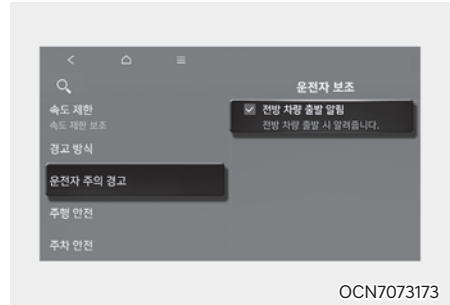 운전자 보조
속도 제한
속도 제한 보조
경고 방식
운전자 주의 경고
주행 안전
주차 안전
전방 차량 출발 알림
전방 차량 출발 시 알려줍니다.
OCN7073173